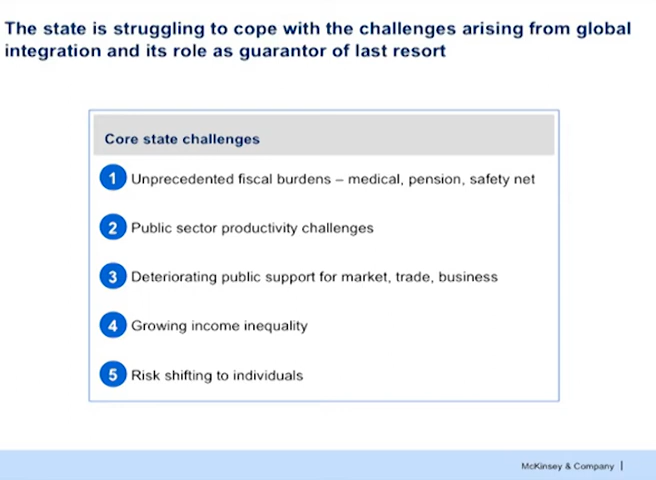 The state is struggling to cope with the challenges arising from global
integration and its role as guarantor of last resort
Core state challenges
1 Unprecedented fiscal burdens – medical, pension, safety net
2 Public sector productivity challenges
3 Deteriorating public support for market, trade, business
4 Growing income inequality
5 Risk shifting to individuals
McKinsey & Company |